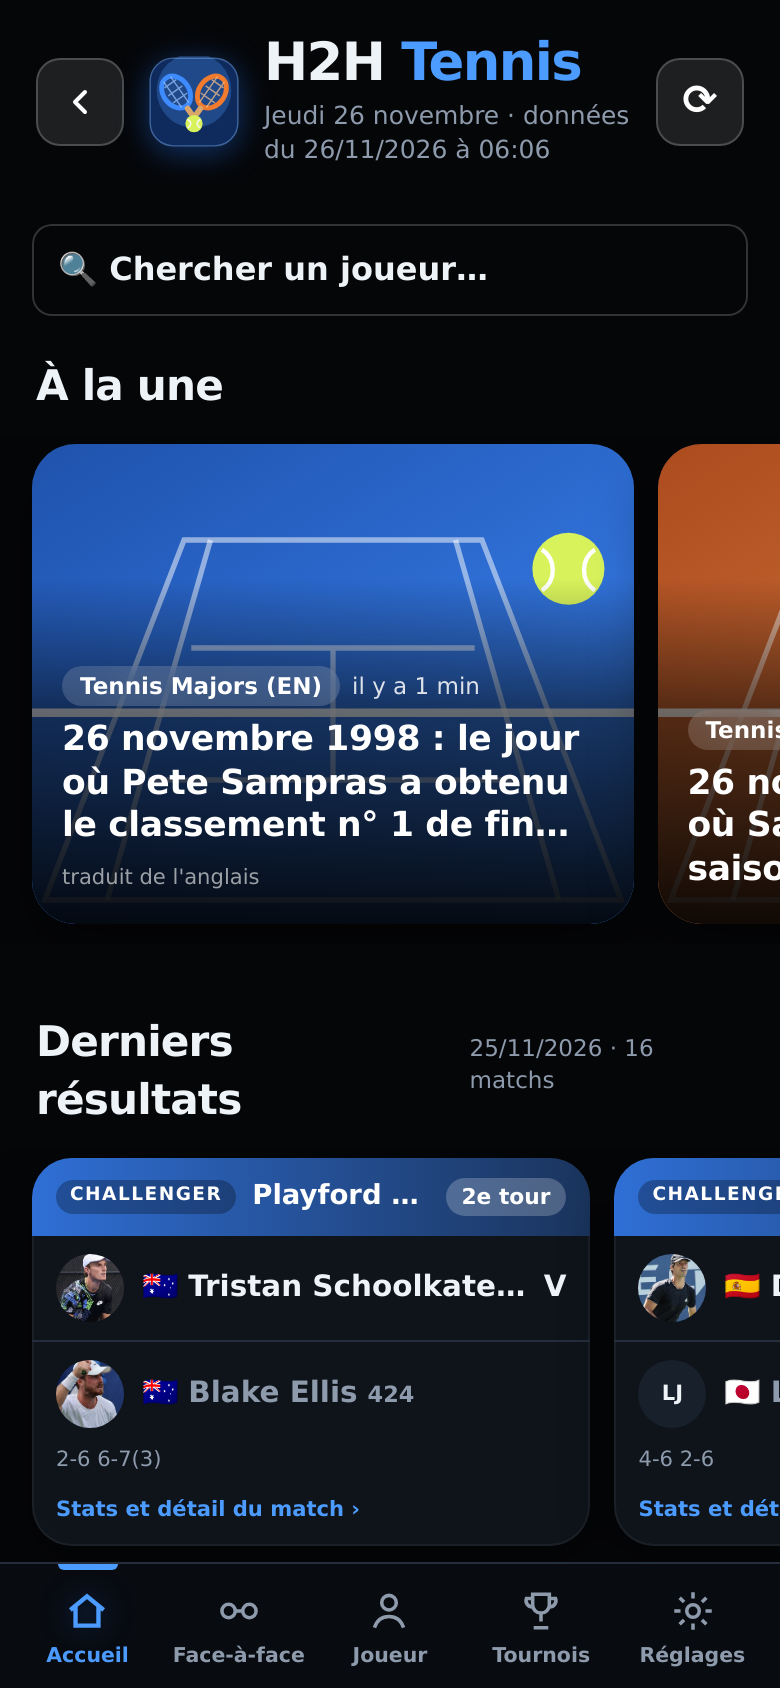 H2H Tennis
Jeudi 26 novembre · données
du 26/11/2026 à 06:06
Chercher un joueur...
À la une
Tennis Majors (EN) il y a 1 min
26 novembre 1998 : le jour
où Pete Sampras a obtenu
le classement n° 1 de fin...
traduit de l'anglais
Tennis
26 no
où Sa
saiso
Derniers
résultats
25/11/2026 · 16
matchs
CHALLENGER Playford ... 2e tour
Tristan Schoolkate... V
Blake Ellis 424
2-6 6-7(3)
Stats et détail du match ›
CHALLENGE
D
LJ L
4-6 2-6
Stats et dét
Accueil Face-à-face Joueur Tournois Réglages